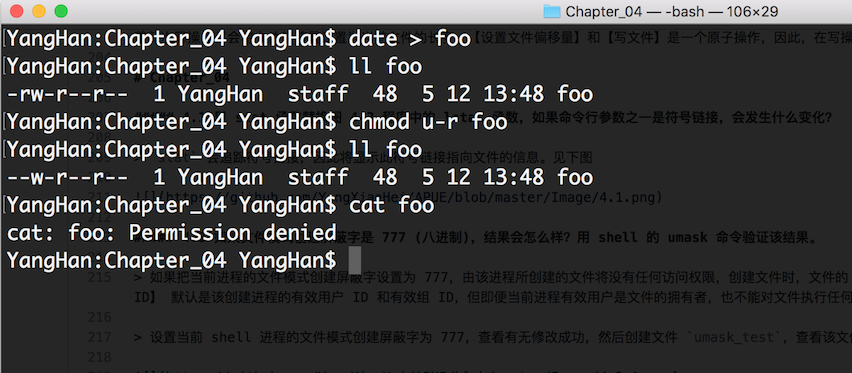 Chapter_04 — -bash — 106×29
YangHan:Chapter_04 YangHan$ date > foo
YangHan:Chapter_04 YangHan$ ll foo
-rw-r--r--  1 YangHan  staff  48  5 12 13:48 foo
YangHan:Chapter_04 YangHan$ chmod u-r foo
YangHan:Chapter_04 YangHan$ ll foo
--w-r--r--  1 YangHan  staff  48  5 12 13:48 foo
YangHan:Chapter_04 YangHan$ cat foo
cat: foo: Permission denied
YangHan:Chapter_04 YangHan$
【设置文件偏移量】和【写文件】是一个原子操作，因此，在写操
# Chapter_04
函数，如果命令行参数之一是符号链接，会发生什么变化？
见下图
/APUE/blob/master/Image/4.1.png)
屏蔽字是 777 (八进制)，结果会怎么样？用 shell 的 umask 命令验证该结果。
215
> 如果把当前进程的文件模式创建屏蔽字设置为 777，由该进程所创建的文件将没有任何访问权限，创建文件时，文件的
ID】 默认是该创建进程的有效用户 ID 和有效组 ID，但即便当前进程有效用户是文件的拥有者，也不能对文件执行任何
216
217 > 设置当前 shell 进程的文件模式创建屏蔽字为 777，查看有无修改成功，然后创建文件 `umask_test`，查看该文
218